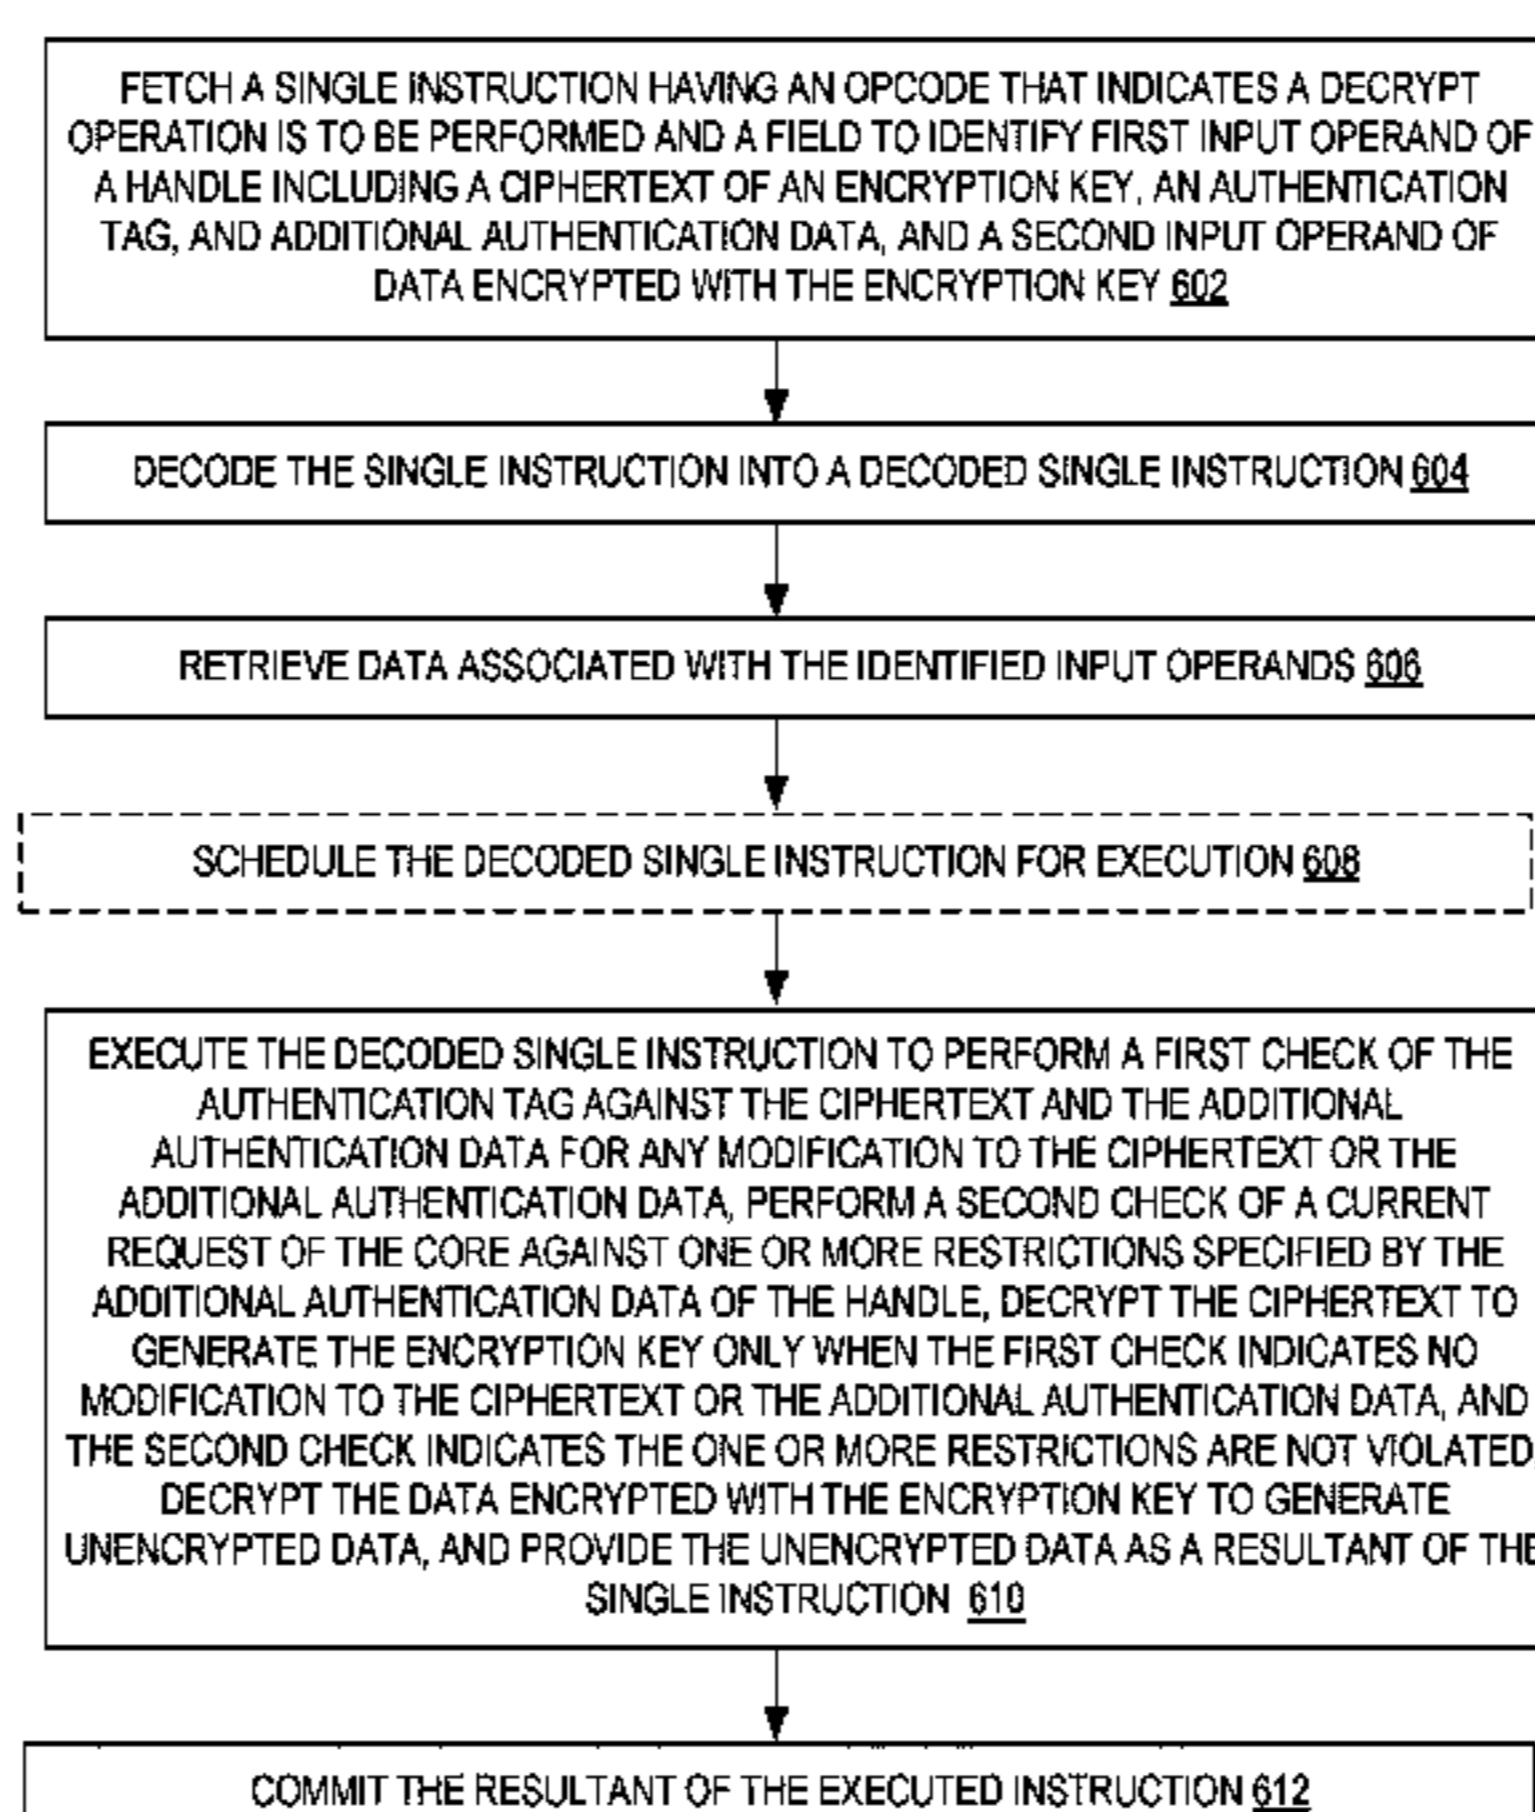 FETCH A SINGLE INSTRUCTION HAVING AN OPCODE THAT INDICATES A DECRYPT
OPERATION IS TO BE PERFORMED AND A FIELD TO IDENTIFY FIRST INPUT OPERAND OF
A HANDLE INCLUDING A CIPHERTEXT OF AN ENCRYPTION KEY, AN AUTHENTICATION
TAG, AND ADDITIONAL AUTHENTICATION DATA, AND A SECOND INPUT OPERAND OF
DATA ENCRYPTED WITH THE ENCRYPTION KEY 602
DECODE THE SINGLE INSTRUCTION INTO A DECODED SINGLE INSTRUCTION 604
RETRIEVE DATA ASSOCIATED WITH THE IDENTIFIED INPUT OPERANDS 606
SCHEDULE THE DECODED SINGLE INSTRUCTION FOR EXECUTION 608
EXECUTE THE DECODED SINGLE INSTRUCTION TO PERFORM A FIRST CHECK OF THE
AUTHENTICATION TAG AGAINST THE CIPHERTEXT AND THE ADDITIONAL
AUTHENTICATION DATA FOR ANY MODIFICATION TO THE CIPHERTEXT OR THE
ADDITIONAL AUTHENTICATION DATA, PERFORM A SECOND CHECK OF A CURRENT
REQUEST OF THE CORE AGAINST ONE OR MORE RESTRICTIONS SPECIFIED BY THE
ADDITIONAL AUTHENTICATION DATA OF THE HANDLE, DECRYPT THE CIPHERTEXT TO
GENERATE THE ENCRYPTION KEY ONLY WHEN THE FIRST CHECK INDICATES NO
MODIFICATION TO THE CIPHERTEXT OR THE ADDITIONAL AUTHENTICATION DATA, AND
THE SECOND CHECK INDICATES THE ONE OR MORE RESTRICTIONS ARE NOT VIOLATED,
DECRYPT THE DATA ENCRYPTED WITH THE ENCRYPTION KEY TO GENERATE
UNENCRYPTED DATA, AND PROVIDE THE UNENCRYPTED DATA AS A RESULTANT OF THE
SINGLE INSTRUCTION 610
COMMIT THE RESULTANT OF THE EXECUTED INSTRUCTION 612